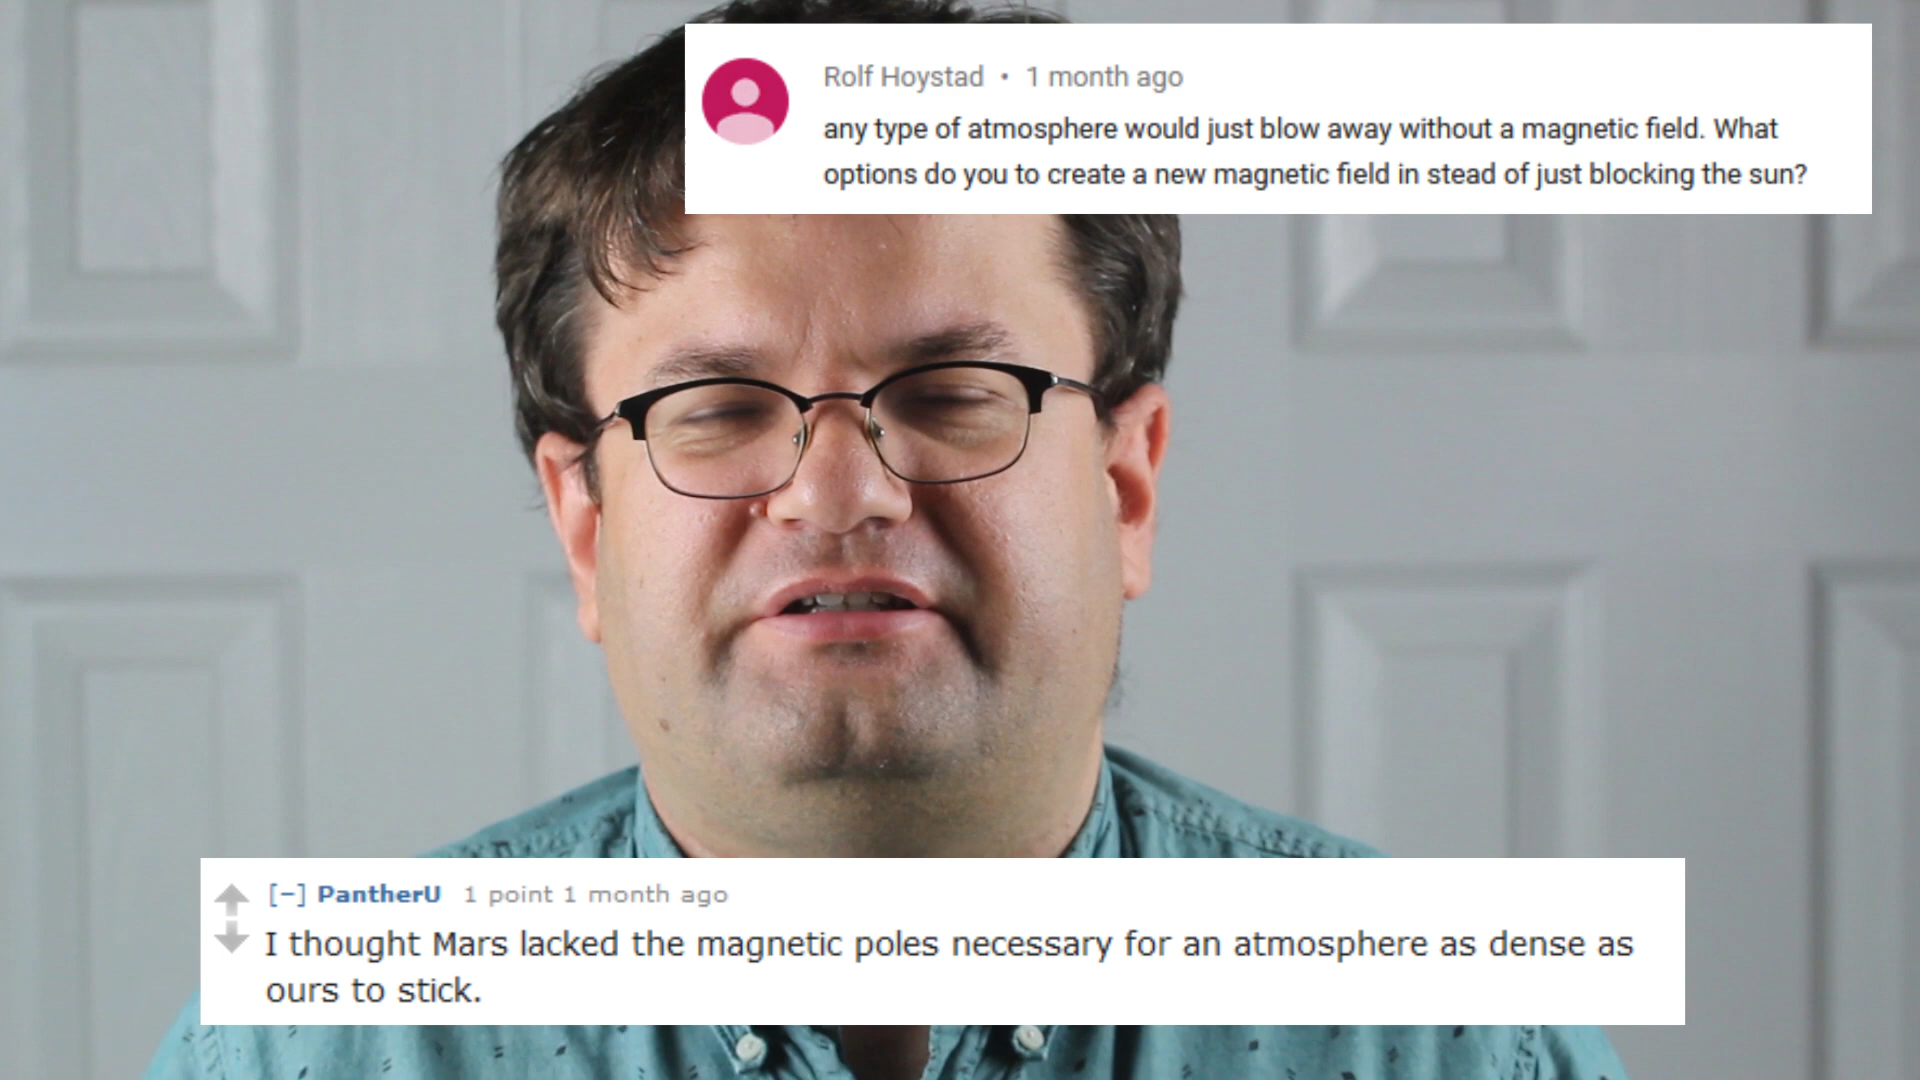 Rolf Hoystad • 1 month ago
any type of atmosphere would just blow away without a magnetic field. What
options do you to create a new magnetic field in stead of just blocking the sun?
[−] PantherU 1 point 1 month ago
I thought Mars lacked the magnetic poles necessary for an atmosphere as dense as
ours to stick.